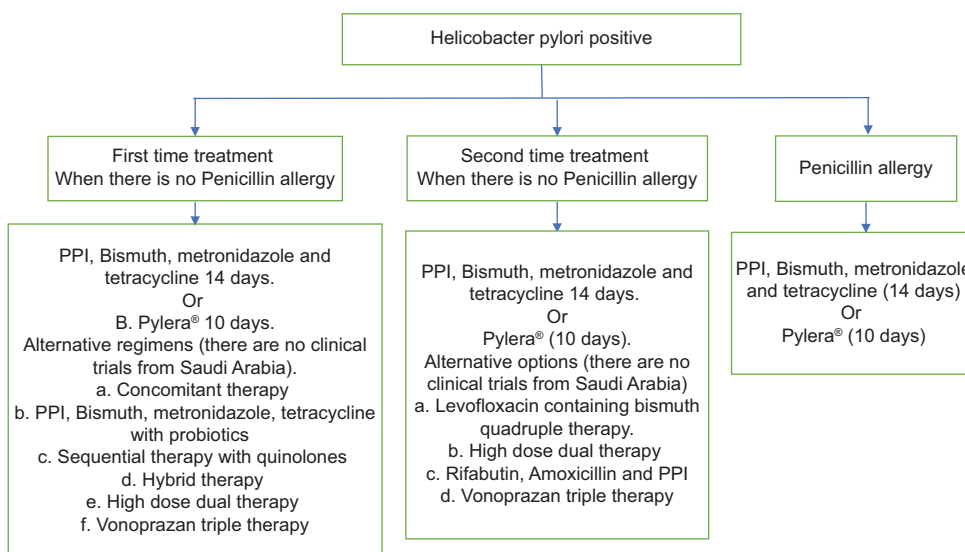 Helicobacter pylori positive
First time treatment
When there is no Penicillin allergy
Second time treatment
When there is no Penicillin allergy
Penicillin allergy
PPI, Bismuth, metronidazole and
tetracycline 14 days.
Or
B. Pylera® 10 days.
Alternative regimens (there are no clinical
trials from Saudi Arabia).
a. Concomitant therapy
b. PPI, Bismuth, metronidazole, tetracycline
with probiotics
c. Sequential therapy with quinolones
d. Hybrid therapy
e. High dose dual therapy
f. Vonoprazan triple therapy
PPI, Bismuth, metronidazole and
tetracycline 14 days.
Or
Pylera® (10 days).
Alternative options (there are no
clinical trials from Saudi Arabia)
a. Levofloxacin containing bismuth
quadruple therapy.
b. High dose dual therapy
c. Rifabutin, Amoxicillin and PPI
d. Vonoprazan triple therapy
PPI, Bismuth, metronidazole
and tetracycline (14 days)
Or
Pylera® (10 days)